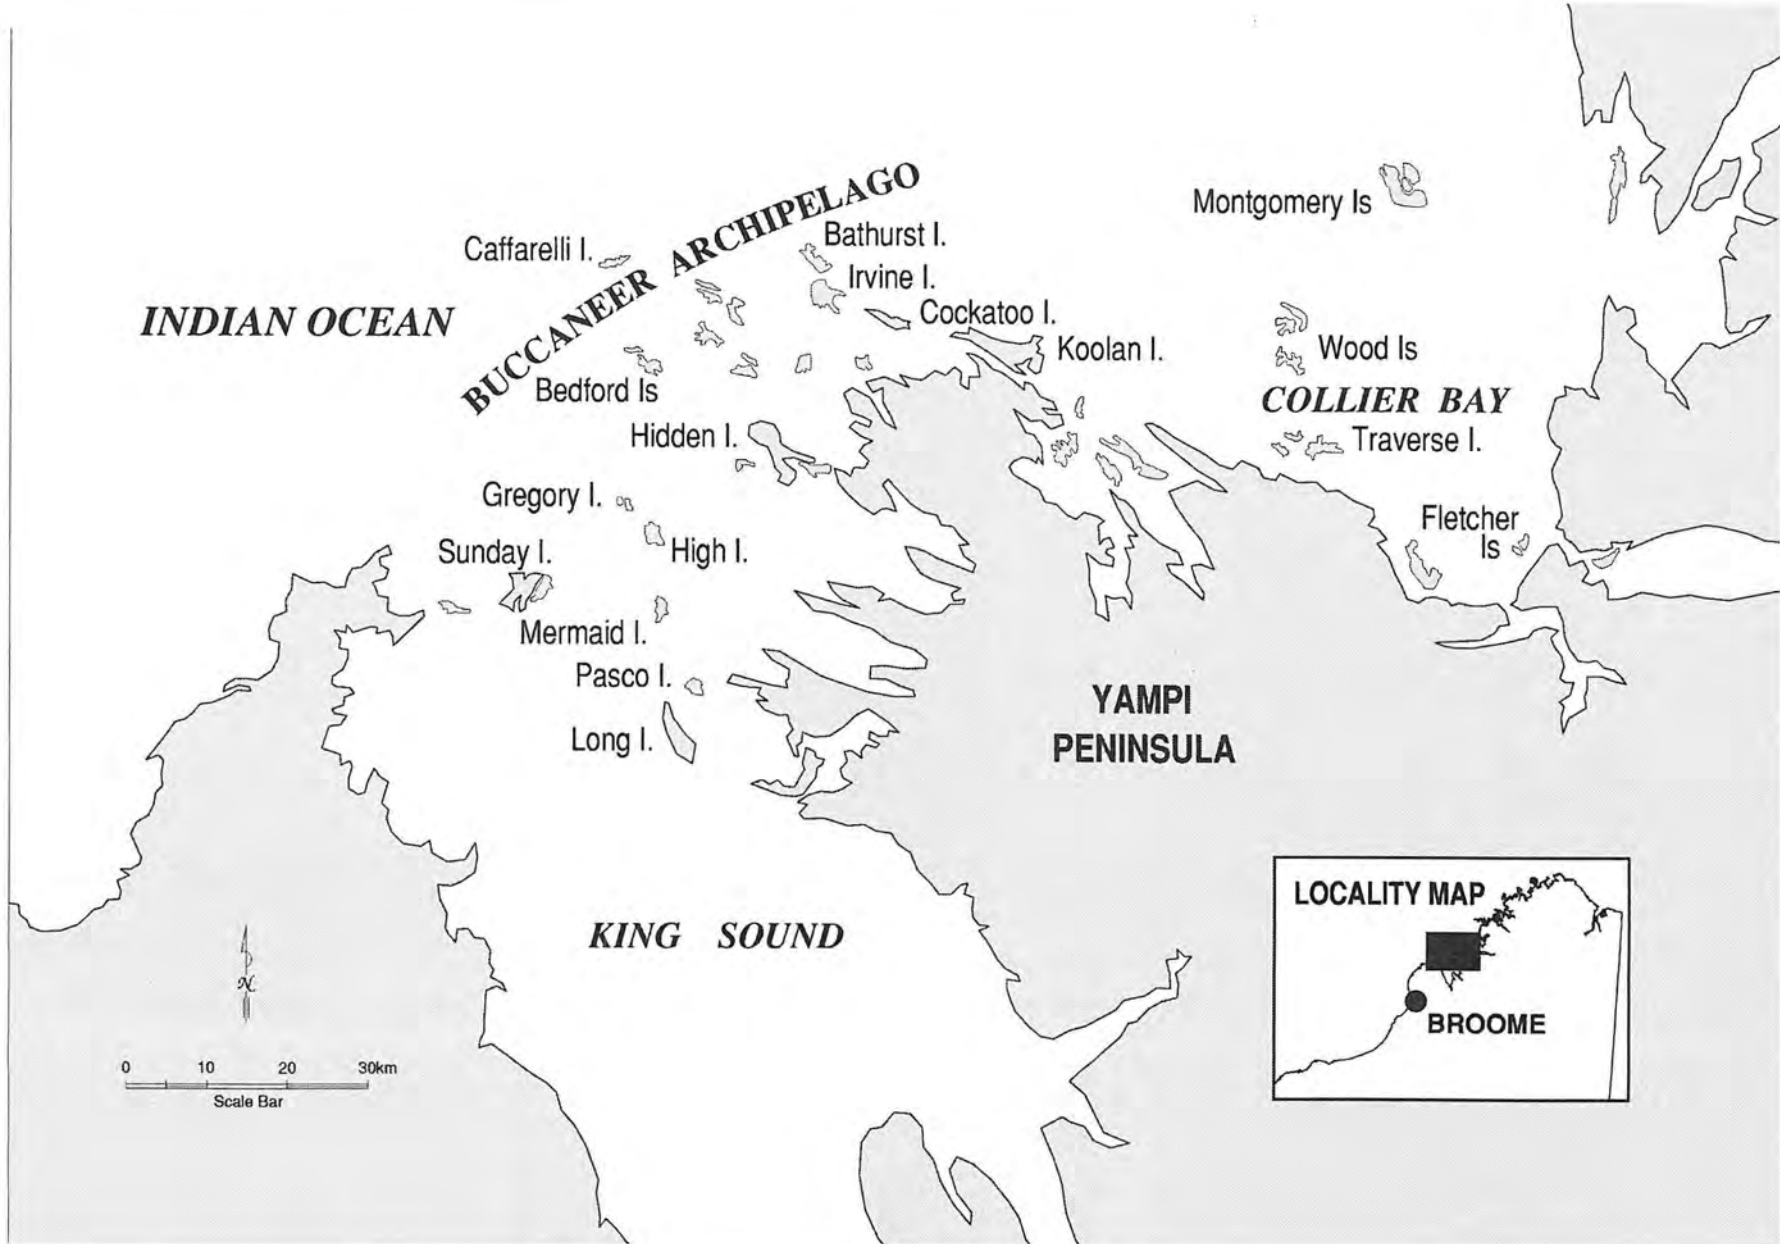 BUCCANEER ARCHIPELAGO
Montgomery Is
Caffarelli I.
Bathurst I.
Irvine I.
INDIAN OCEAN
Cockatoo I.
Koolan I.
Wood Is
Bedford Is
COLLIER BAY
Hidden I.
Traverse I.
Gregory I.
Fletcher
Is
Sunday I.
High I.
Mermaid I.
Pasco I.
YAMPI
PENINSULA
Long I.
LOCALITY MAP
KING SOUND
N
BROOME
0 10 20 30km
Scale Bar